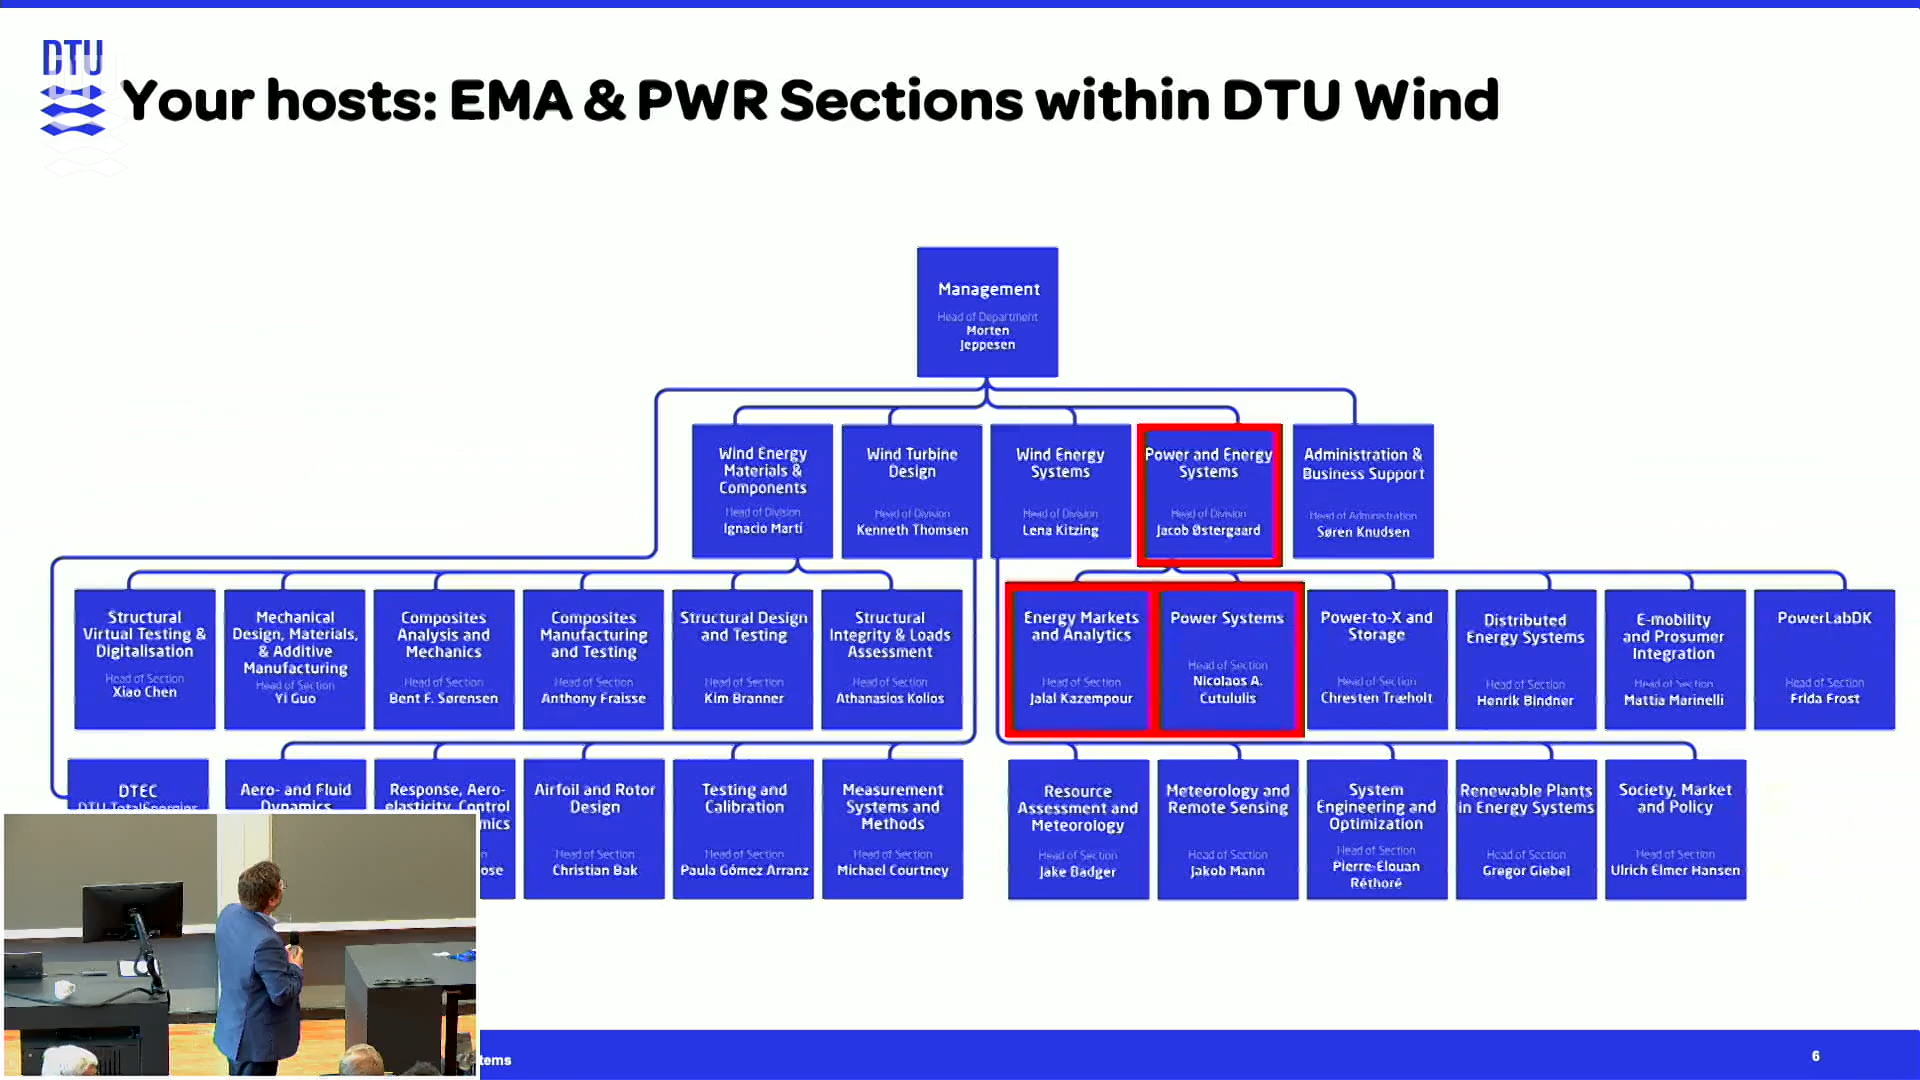 DTU
Your hosts: EMA & PWR Sections within DTU Wind
Management
Head of Department
Morten
Jeppesen
Wind Energy
Materials &
Components
Head of Division
Ignacio Martí
Wind Turbine
Design
Head of Division
Kenneth Thomsen
Wind Energy
Systems
Head of Division
Lena Kitzing
Power and Energy
Systems
Head of Division
Jacob Østergaard
Administration &
Business Support
Head of Administration
Søren Knudsen
Structural
Virtual Testing &
Digitalisation
Head of Section
Xiao Chen
Mechanical
Design, Materials,
& Additive
Manufacturing
Head of Section
Yi Guo
Composites
Analysis and
Mechanics
Head of Section
Bent F. Sørensen
Composites
Manufacturing
and Testing
Head of Section
Anthony Fraisse
Structural Design
and Testing
Head of Section
Kim Branner
Structural
Integrity & Loads
Assessment
Head of Section
Athanasios Kolios
Energy Markets
and Analytics
Head of Section
Jalal Kazempour
Power Systems
Head of Section
Nicolaos A.
Cutululis
Power-to-X and
Storage
Head of Section
Chresten Træholt
Distributed
Energy Systems
Head of Section
Henrik Bindner
E-mobility
and Prosumer
Integration
Head of Section
Mattia Marinelli
PowerLabDK
Head of Section
Frida Frost
DTEC
DTU TotalEnergies
Aero- and Fluid
Dynamics
Response, Aero-
elasticity, Control
mics
ose
Airfoil and Rotor
Design
Head of Section
Christian Bak
Testing and
Calibration
Head of Section
Paula Gómez Arranz
Measurement
Systems and
Methods
Head of Section
Michael Courtney
Resource
Assessment and
Meteorology
Head of Section
Jake Badger
Meteorology and
Remote Sensing
Head of Section
Jakob Mann
System
Engineering and
Optimization
Head of Section
Pierre-Elouan
Réthoré
Renewable Plants
in Energy Systems
Head of Section
Gregor Giebel
Society, Market
and Policy
Head of Section
Ulrich Elmer Hansen
tems
6